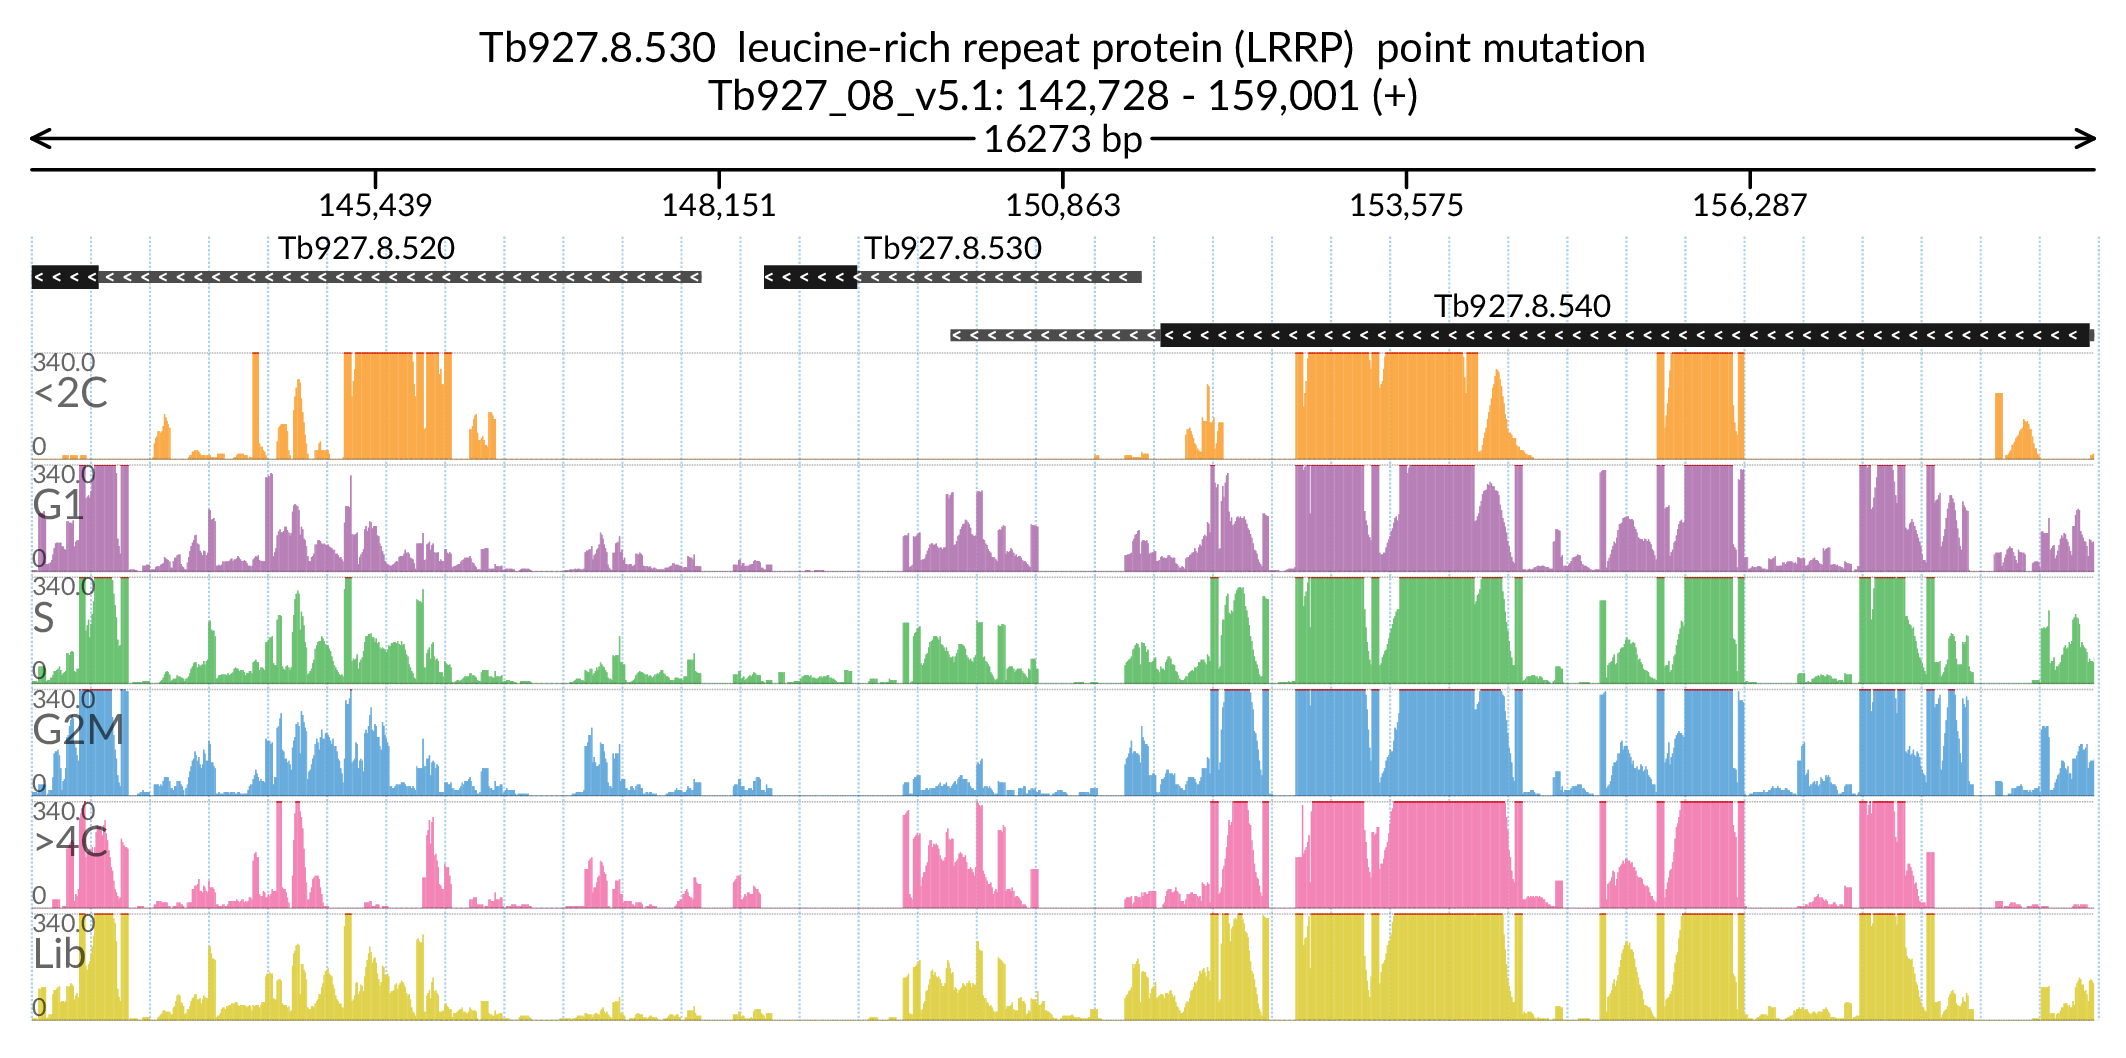 Tb927.8.530 leucine-rich repeat protein (LRRP) point mutation
Tb927_08_v5.1: 142,728 - 159,001 (+)
16273 bp
145,439 148,151 150,863 153,575 156,287
Tb927.8.520 Tb927.8.530
Tb927.8.540
340.0
<2C
0
340.0
G1
0
340.0
S
0
340.0
G2M
0
340.0
>4C
0
340.0
Lib
0